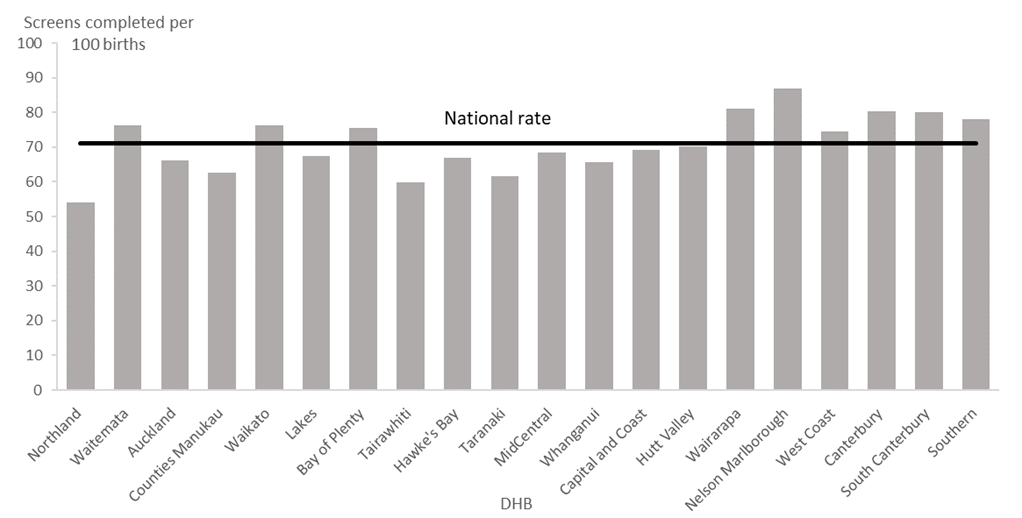 Screens completed per
100 births
100
90
80
70
60
50
40
30
20
10
0
National rate
Northland
Waitemata
Auckland
Counties Manukau
Waikato
Lakes
Bay of Plenty
Tairawhiti
Hawke's Bay
Taranaki
MidCentral
Whanganui
Capital and Coast
Hutt Valley
Wairarapa
Nelson Marlborough
West Coast
Canterbury
South Canterbury
Southern
DHB